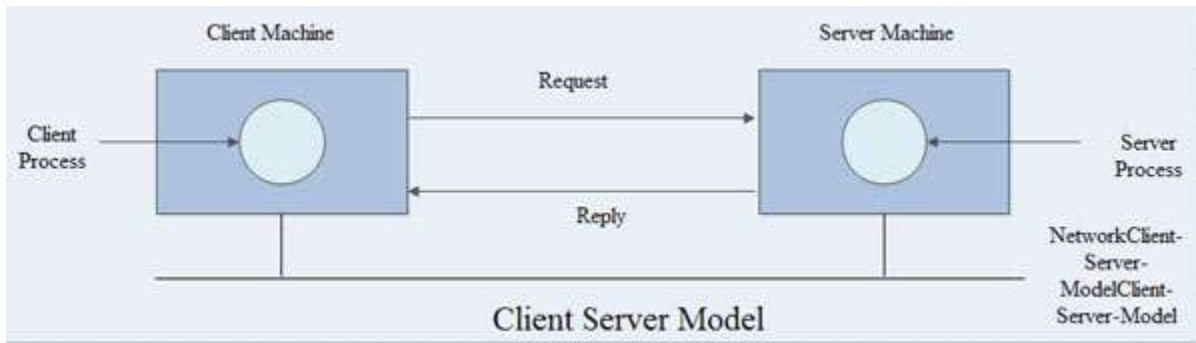 Client Machine
Server Machine
Request
Client
Process
Server
Process
Reply
NetworkClient-
Server-
ModelClient-
Server-Model
Client Server Model